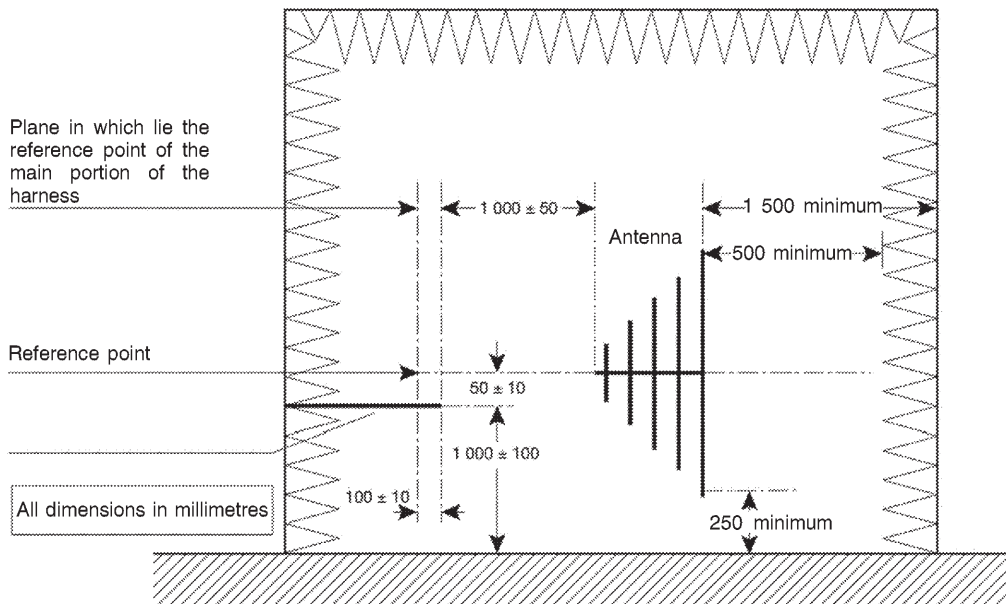 Plane in which lie the
reference point of the
main portion of the
harness
1 000 ± 50
1 500 minimum
Antenna
500 minimum
Reference point
50 ± 10
1 000 ± 100
100 ± 10
All dimensions in millimetres
250 minimum